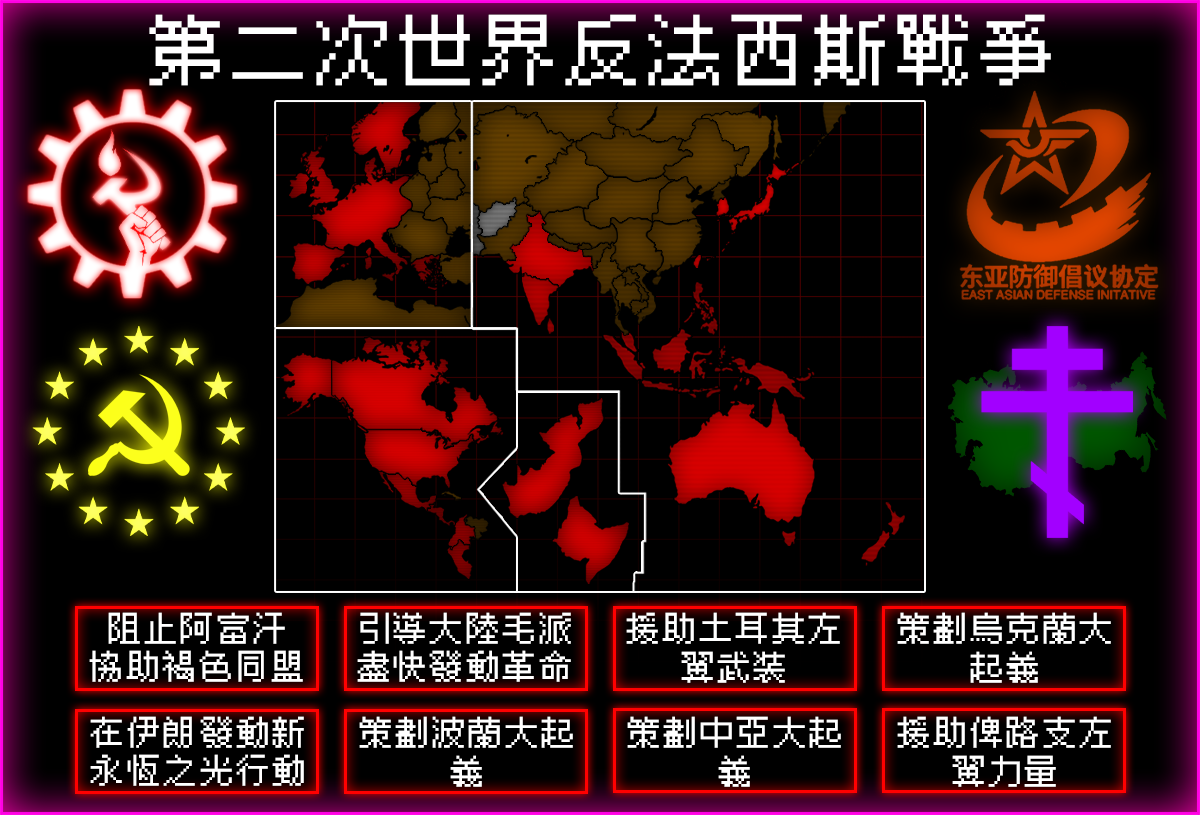 第二次世界反法西斯戰爭
东亚防御倡议协定
EAST ASIAN DEFENSE INITATIVE
阻止阿富汗
協助褐色同盟
引導大陸毛派
盡快發動革命
援助土耳其左
翼武裝
策劃烏克蘭大
起義
在伊朗發動新
永恆之光行動
策劃波蘭大起
義
策劃中亞大起
義
援助俾路支左
翼力量